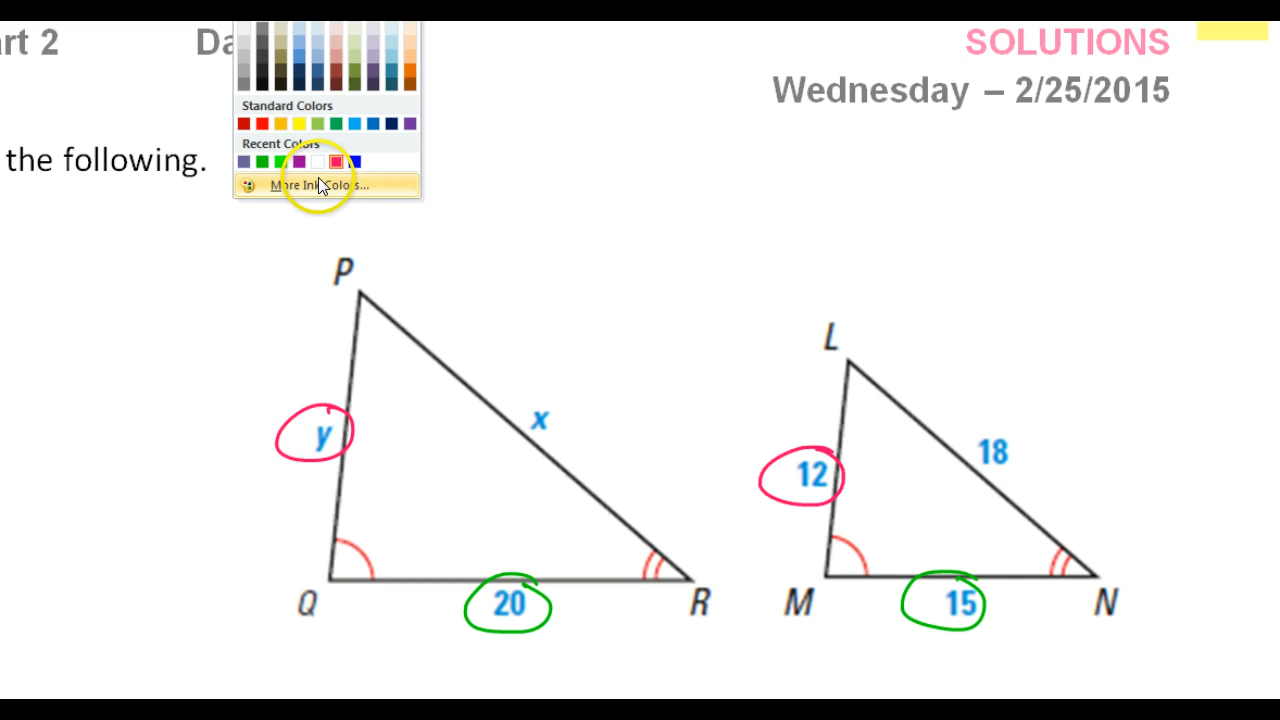 art 2 Da
SOLUTIONS
Wednesday – 2/25/2015
Standard Colors
Recent Colors
the following.
More Ink Colors...
P
L
y
x
12
18
Q
20
R
M
15
N